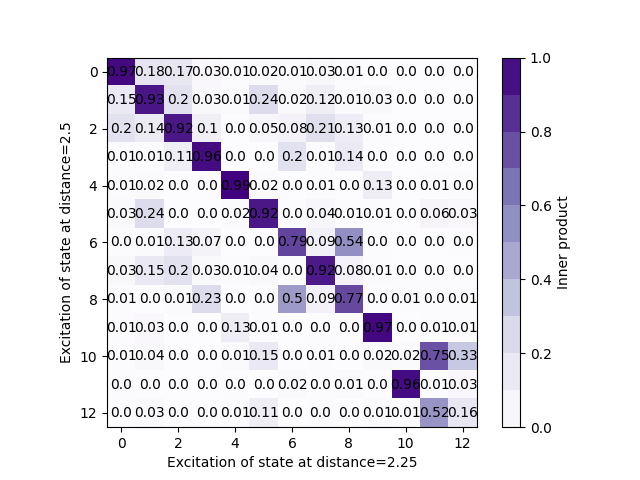 0 0.97 0.18 0.17 0.03 0.01 0.02 0.01 0.03 0.01 0.0 0.0 0.0 0.0
0.15 0.93 0.2 0.03 0.01 0.24 0.02 0.12 0.01 0.03 0.0 0.0 0.0
2 0.2 0.14 0.92 0.1 0.0 0.05 0.08 0.21 0.13 0.01 0.0 0.0 0.0
0.01 0.01 0.11 0.96 0.0 0.0 0.2 0.01 0.14 0.0 0.0 0.0 0.0
4 0.01 0.02 0.0 0.0 0.99 0.02 0.0 0.01 0.0 0.13 0.0 0.01 0.0
0.03 0.24 0.0 0.0 0.02 0.92 0.0 0.04 0.01 0.01 0.0 0.06 0.03
6 0.0 0.01 0.13 0.07 0.0 0.0 0.79 0.09 0.54 0.0 0.0 0.0 0.0
0.03 0.15 0.2 0.03 0.01 0.04 0.0 0.92 0.08 0.01 0.0 0.0 0.0
8 0.01 0.0 0.01 0.23 0.0 0.0 0.5 0.09 0.77 0.0 0.01 0.0 0.01
0.01 0.03 0.0 0.0 0.13 0.01 0.0 0.0 0.0 0.97 0.0 0.01 0.01
10 0.01 0.04 0.0 0.0 0.01 0.15 0.0 0.01 0.0 0.02 0.02 0.75 0.33
0.0 0.0 0.0 0.0 0.0 0.0 0.02 0.0 0.01 0.0 0.96 0.01 0.03
12 0.0 0.03 0.0 0.0 0.01 0.11 0.0 0.0 0.0 0.01 0.01 0.52 0.16
0 2 4 6 8 10 12
Excitation of state at distance=2.25
Excitation of state at distance=2.5
1.0
0.8
0.6
0.4
0.2
0.0
Inner product